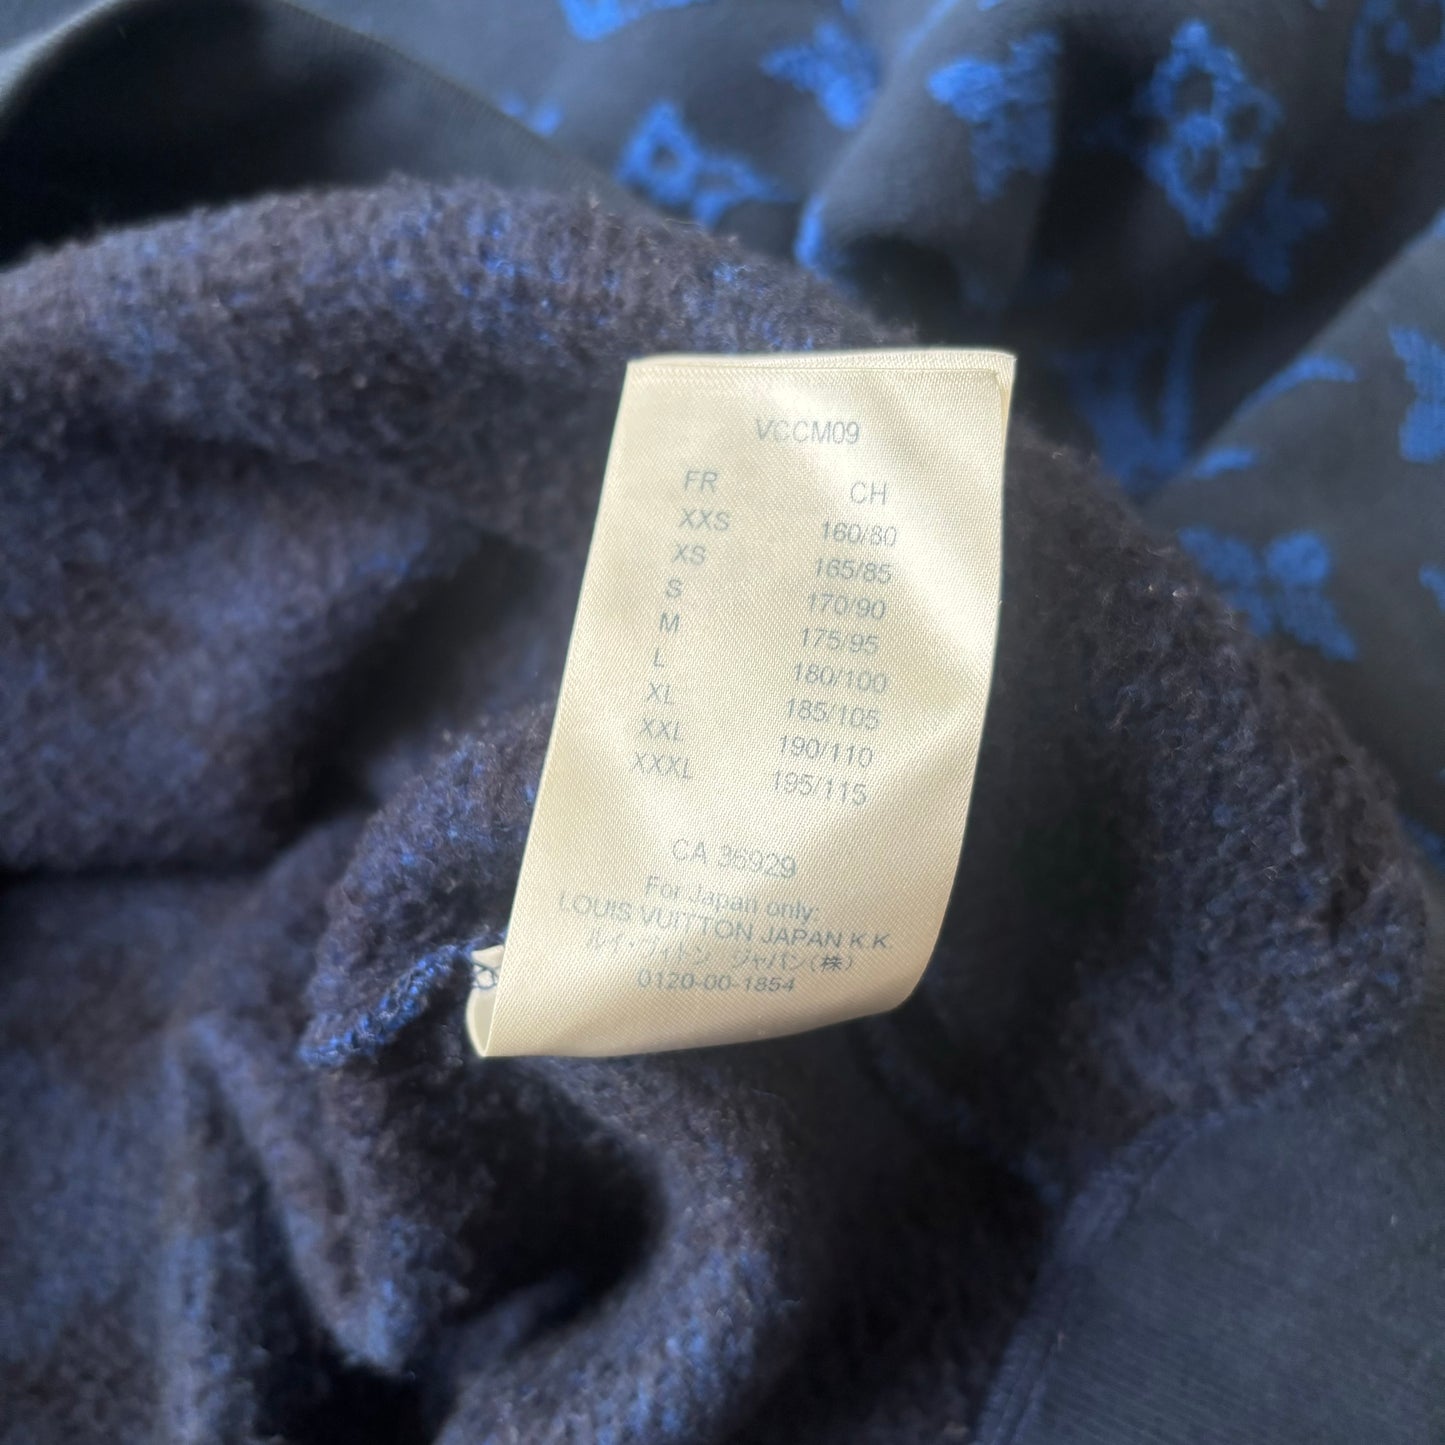 VCCM09
FR CH
XXS 160/80
XS 165/85
S 170/90
M 175/95
L 180/100
XL 185/105
XXL 190/110
XXXL 195/115
CA 36929
For Japan only:
LOUIS VUITTON JAPAN K.K.
ルイ・ヴィトン ジャパン(株)
0120-00-1854